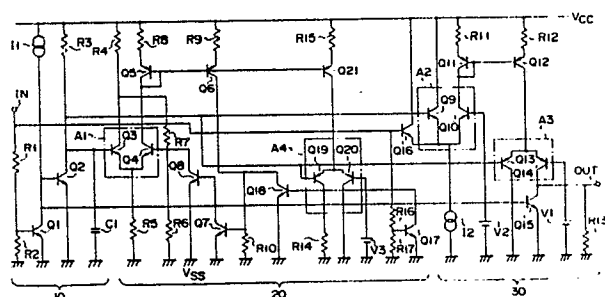 I1 R3 R4 R8 R9 R15 R11 R12 VCC
Q5 Q6 Q21 Q11 Q12
IN A2 Q9
A1 Q3 R7 Q10 A3
R1 Q2 Q4 Q8 A4 Q19 Q20 Q16 Q13
Q18 Q14 OUT
Q1 C1 R5 R6 Q7 R16 I2 V2 Q15 V1
R2 R10 R14 V3 R17 Q17 R13
VSS
10 20 30